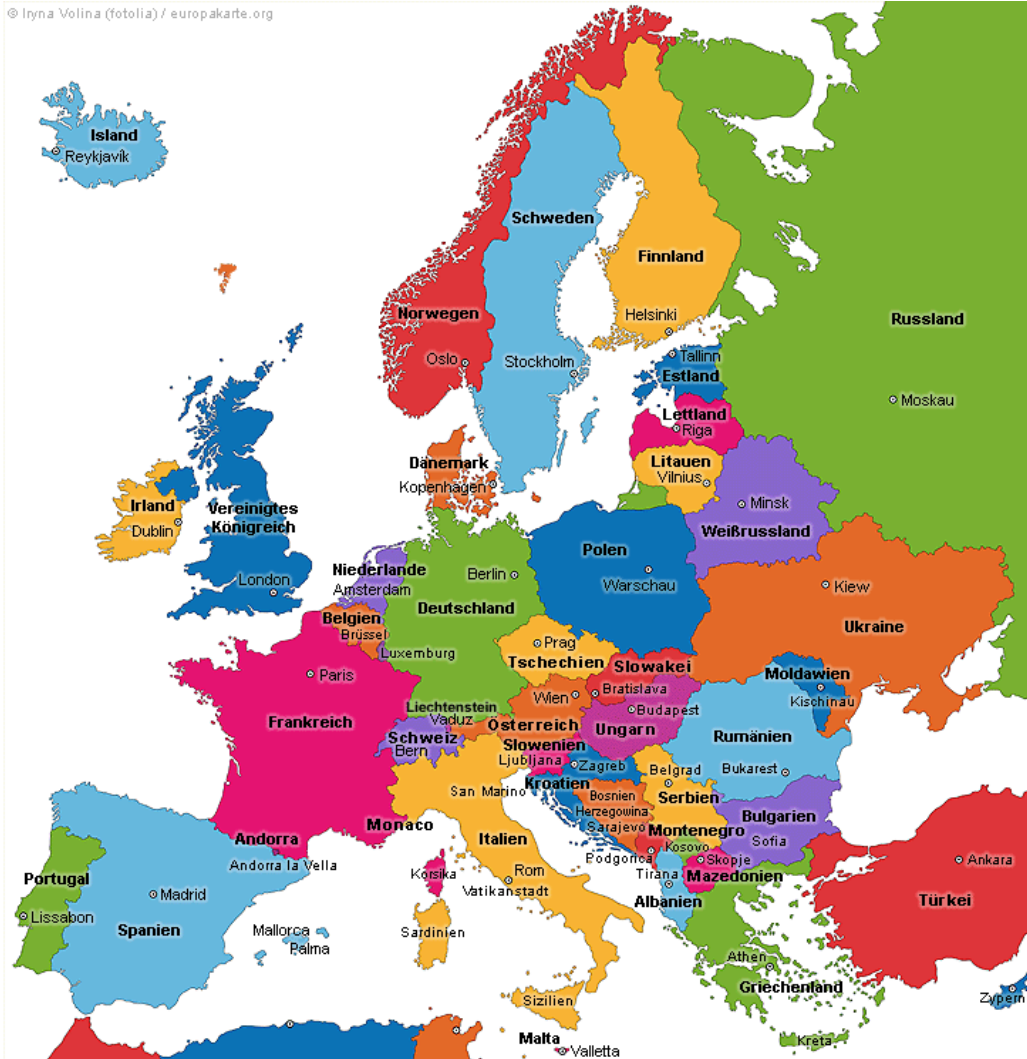 © Iryna Volina (fotolia) / europakarte.org
Island
Reykjavík
Schweden
Finnland
Norwegen
Helsinki
Russland
Oslo
Stockholm
Tallinn
Estland
Moskau
Lettland
Riga
Dänemark
Litauen
Vilnius
Kopenhagen
Irland
Vereinigtes
Königreich
Minsk
Dublin
Weißrussland
Polen
Niederlande
London
Amsterdam
Berlin
Warschau
Kiew
Deutschland
Belgien
Brüssel
Ukraine
Luxemburg
Prag
Tschechien
Slowakei
Paris
Moldawien
Liechtenstein
Wien
Bratislava
Kischinau
Frankreich
Vaduz
Österreich
Budapest
Schweiz
Bern
Ungarn
Rumänien
Slowenien
Ljubljana
Zagreb
Belgrad
Bukarest
Kroatien
San Marino
Bosnien
Herzegowina
Serbien
Bulgarien
Monaco
Sarajevo
Montenegro
Andorra
Italien
Kosovo
Sofia
Andorra la Vella
Podgorica
Skopje
Ankara
Portugal
Korsika
Rom
Tirana
Mazedonien
Madrid
Vatikanstadt
Albanien
Türkei
Lissabon
Spanien
Mallorca
Palma
Sardinien
Athen
Griechenland
Sizilien
Zypern
Malta
Valletta
Kreta